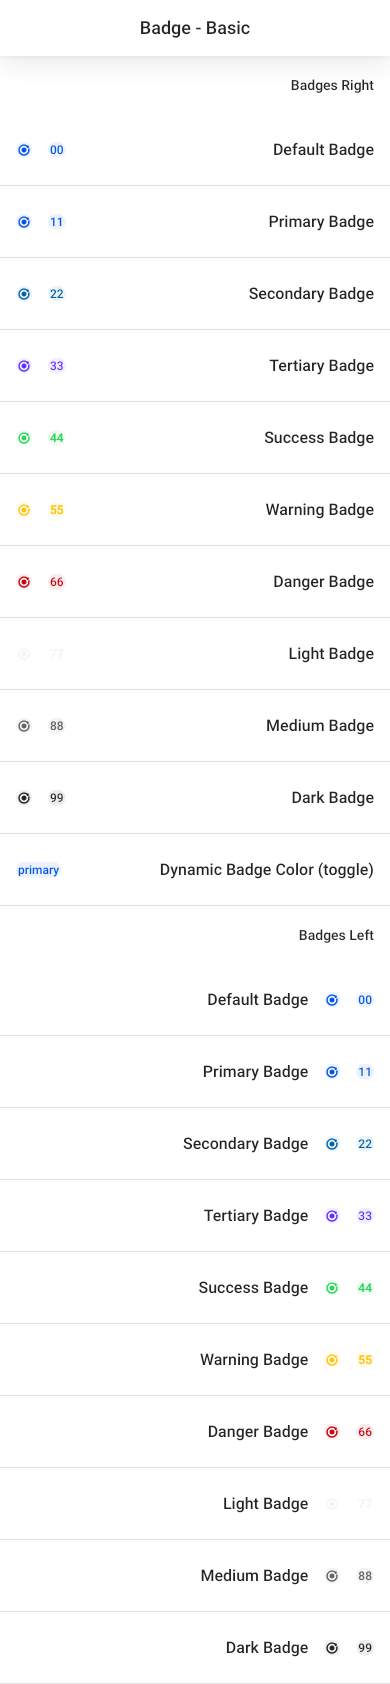 Badge - Basic
Badges Right
00 Default Badge
11 Primary Badge
22 Secondary Badge
33 Tertiary Badge
44 Success Badge
55 Warning Badge
66 Danger Badge
77 Light Badge
88 Medium Badge
99 Dark Badge
primary Dynamic Badge Color (toggle)
Badges Left
Default Badge 00
Primary Badge 11
Secondary Badge 22
Tertiary Badge 33
Success Badge 44
Warning Badge 55
Danger Badge 66
Light Badge 77
Medium Badge 88
Dark Badge 99